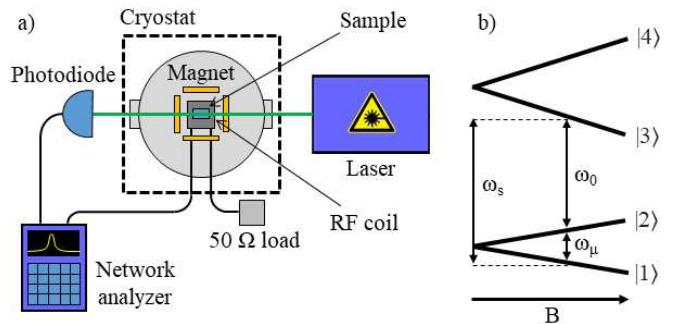 a)
Cryostat
Sample
Photodiode
Magnet
Laser
RF coil
50 Ω load
Network
analyzer
b)
|4⟩
|3⟩
ωs
ω0
|2⟩
ωμ
|1⟩
B